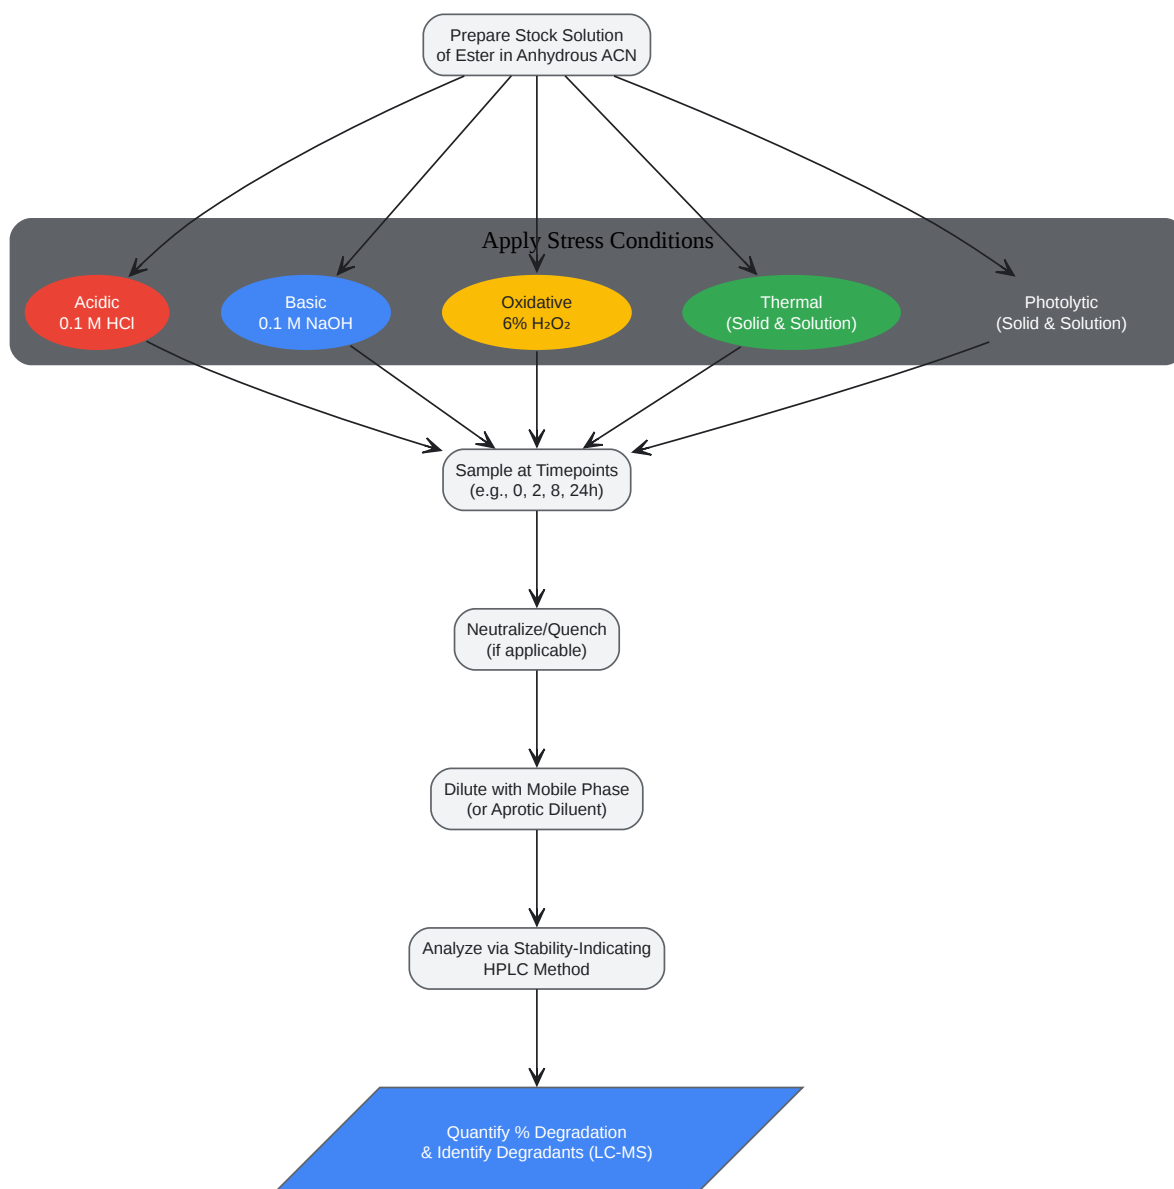 Prepare Stock Solution
of Ester in Anhydrous ACN
Apply Stress Conditions
Acidic
0.1 M HCl
Basic
0.1 M NaOH
Oxidative
6% H₂O₂
Thermal
(Solid & Solution)
Photolytic
(Solid & Solution)
Sample at Timepoints
(e.g., 0, 2, 8, 24h)
Neutralize/Quench
(if applicable)
Dilute with Mobile Phase
(or Aprotic Diluent)
Analyze via Stability-Indicating
HPLC Method
Quantify % Degradation
& Identify Degradants (LC-MS)